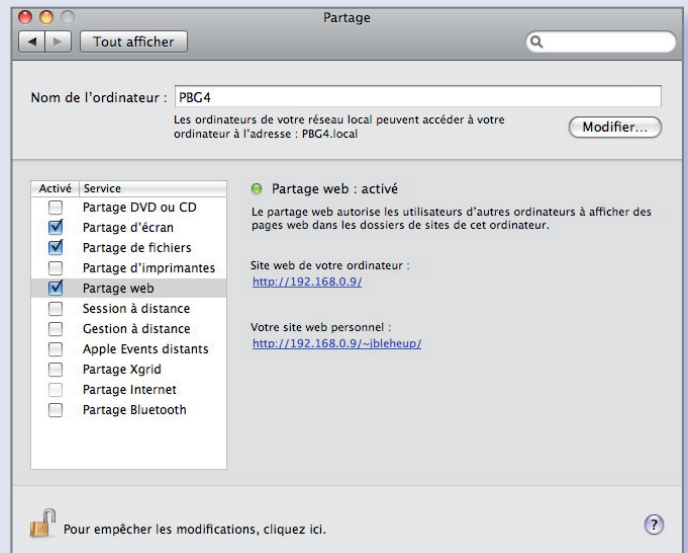 Partage
Tout afficher
Nom de l'ordinateur : PBG4
Les ordinateurs de votre réseau local peuvent accéder à votre
ordinateur à l'adresse : PBG4.local
Modifier...
Activé Service
Partage DVD ou CD
Partage d'écran
Partage de fichiers
Partage d'imprimantes
Partage web
Session à distance
Gestion à distance
Apple Events distants
Partage Xgrid
Partage Internet
Partage Bluetooth
Partage web : activé
Le partage web autorise les utilisateurs d'autres ordinateurs à afficher des
pages web dans les dossiers de sites de cet ordinateur.
Site web de votre ordinateur :
http://192.168.0.9/
Votre site web personnel :
http://192.168.0.9/~jbleheup/
Pour empêcher les modifications, cliquez ici.
?